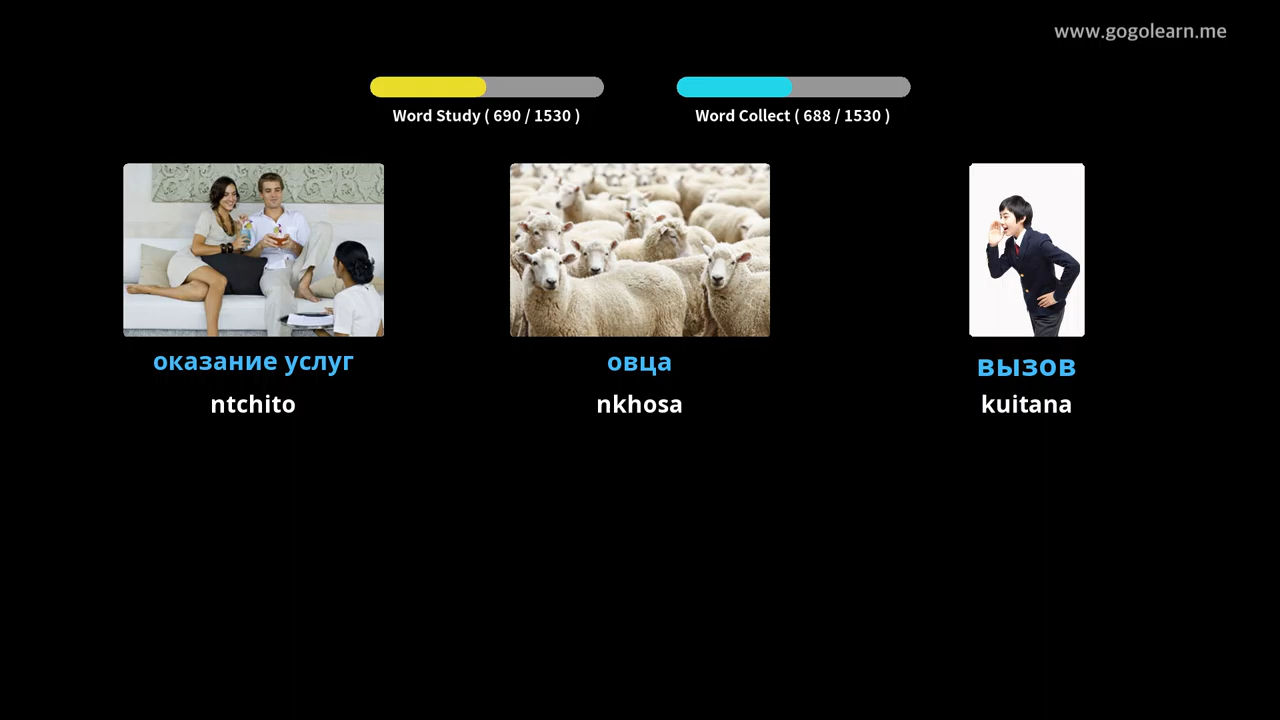 www.gogolearn.me
Word Study ( 690 / 1530 )
Word Collect ( 688 / 1530 )
оказание услуг
овца
вызов
ntchito
nkhosa
kuitana